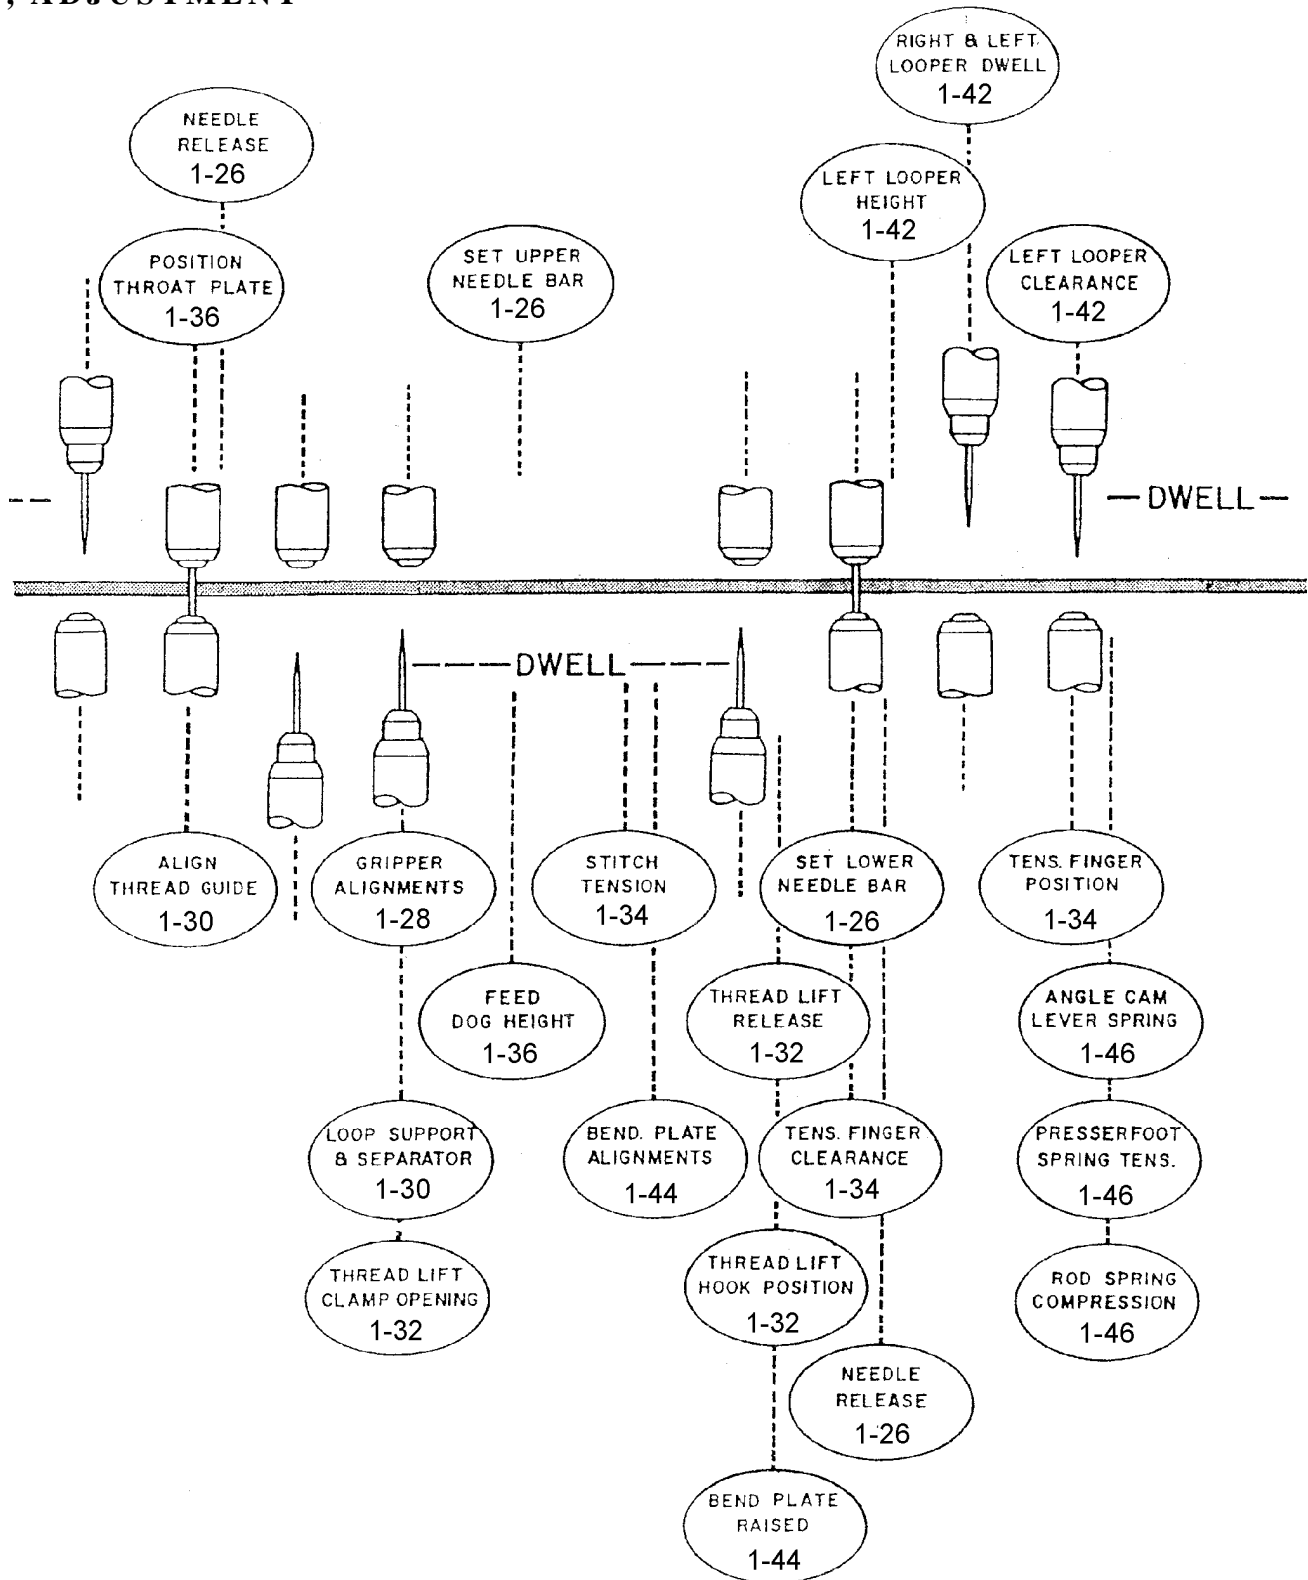 , ADJUSTMENT
RIGHT & LEFT
LOOPER DWELL
1-42
NEEDLE
RELEASE
1-26
LEFT LOOPER
HEIGHT
1-42
POSITION
THROAT PLATE
1-36
SET UPPER
NEEDLE BAR
1-26
LEFT LOOPER
CLEARANCE
1-42
DWELL
DWELL
ALIGN
THREAD GUIDE
1-30
GRIPPER
ALIGNMENTS
1-28
STITCH
TENSION
1-34
SET LOWER
NEEDLE BAR
1-26
TENS. FINGER
POSITION
1-34
FEED
DOG HEIGHT
1-36
THREAD LIFT
RELEASE
1-32
ANGLE CAM
LEVER SPRING
1-46
LOOP SUPPORT
& SEPARATOR
1-30
BEND. PLATE
ALIGNMENTS
1-44
TENS. FINGER
CLEARANCE
1-34
PRESSERFOOT
SPRING TENS.
1-46
THREAD LIFT
CLAMP OPENING
1-32
THREAD LIFT
HOOK POSITION
1-32
ROD SPRING
COMPRESSION
1-46
NEEDLE
RELEASE
1-26
BEND PLATE
RAISED
1-44